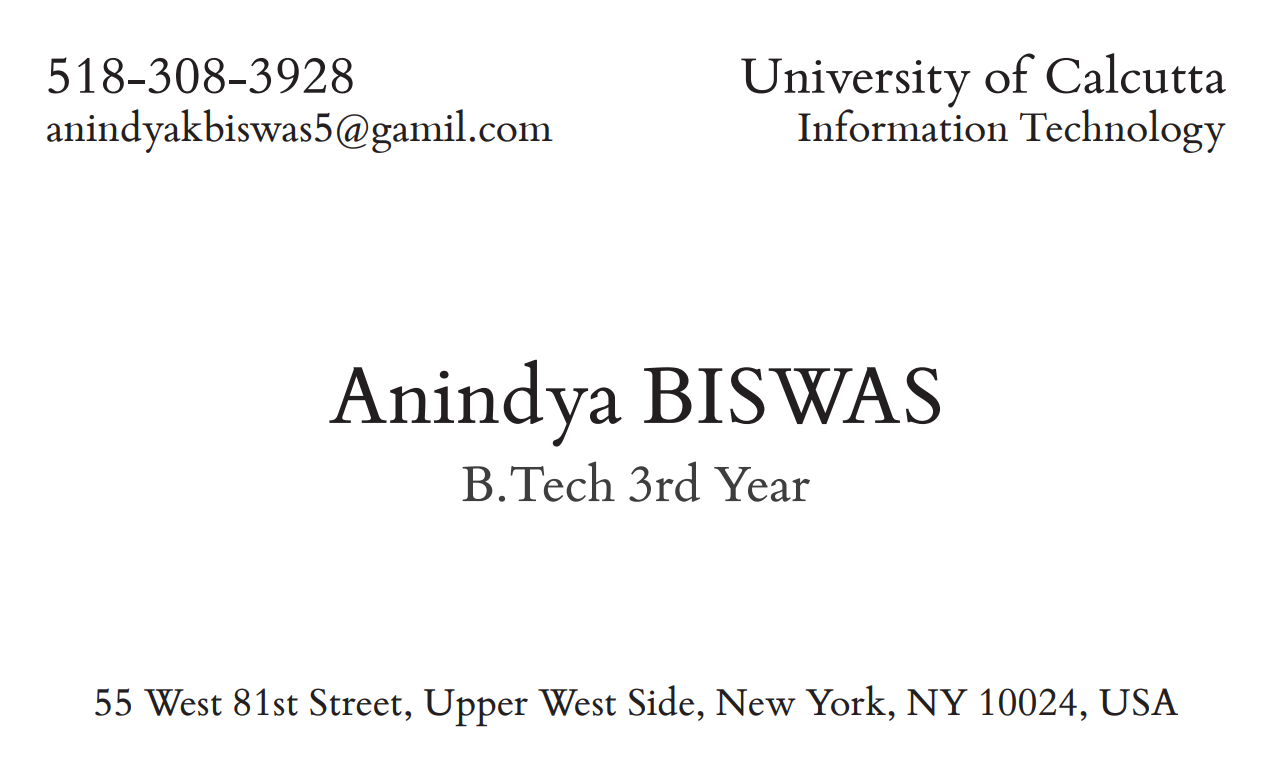 518-308-3928
anindyakbiswas5@gamil.com
University of Calcutta
Information Technology
Anindya BISWAS
B.Tech 3rd Year
55 West 81st Street, Upper West Side, New York, NY 10024, USA